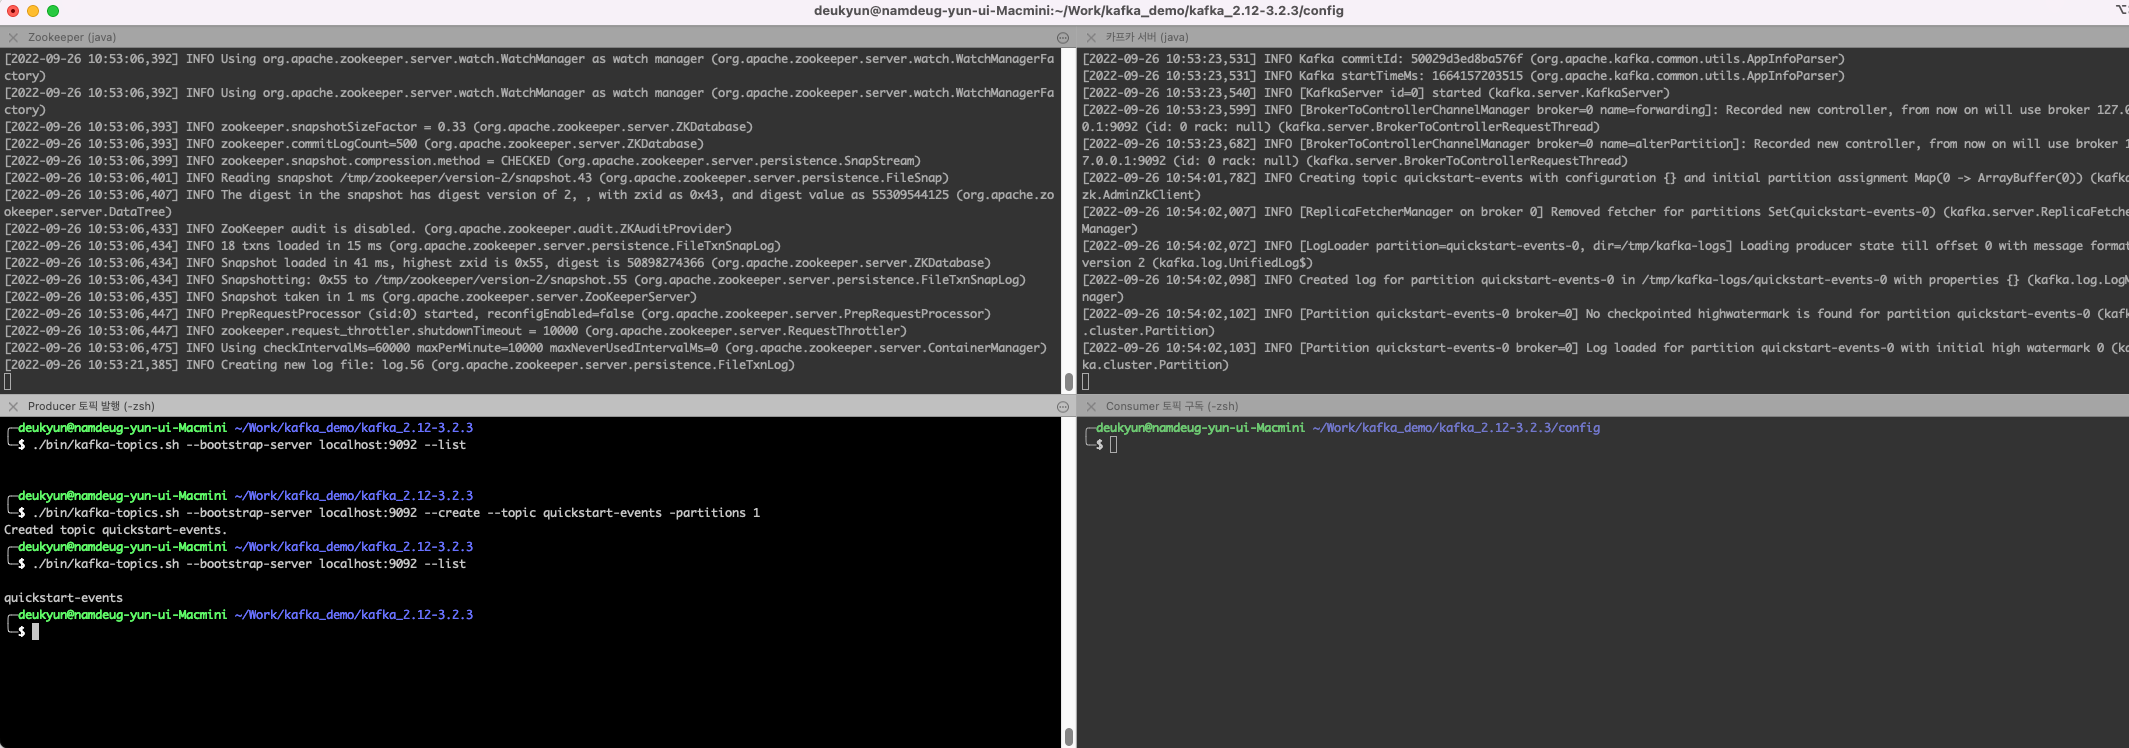 deukyun@namdeug-yun-ui-Macmini:~/Work/kafka_demo/kafka_2.12-3.2.3/config
Zookeeper (java)
[2022-09-26 10:53:06,392] INFO Using org.apache.zookeeper.server.watch.WatchManager as watch manager (org.apache.zookeeper.server.watch.WatchManagerFa
ctory)
[2022-09-26 10:53:06,392] INFO Using org.apache.zookeeper.server.watch.WatchManager as watch manager (org.apache.zookeeper.server.watch.WatchManagerFa
ctory)
[2022-09-26 10:53:06,393] INFO zookeeper.snapshotSizeFactor = 0.33 (org.apache.zookeeper.server.ZKDatabase)
[2022-09-26 10:53:06,393] INFO zookeeper.commitLogCount=500 (org.apache.zookeeper.server.ZKDatabase)
[2022-09-26 10:53:06,399] INFO zookeeper.snapshot.compression.method = CHECKED (org.apache.zookeeper.server.persistence.SnapStream)
[2022-09-26 10:53:06,401] INFO Reading snapshot /tmp/zookeeper/version-2/snapshot.43 (org.apache.zookeeper.server.persistence.FileSnap)
[2022-09-26 10:53:06,407] INFO The digest in the snapshot has digest version of 2, , with zxid as 0x43, and digest value as 55309544125 (org.apache.zo
okeeper.server.DataTree)
[2022-09-26 10:53:06,433] INFO ZooKeeper audit is disabled. (org.apache.zookeeper.audit.ZKAuditProvider)
[2022-09-26 10:53:06,434] INFO 18 txns loaded in 15 ms (org.apache.zookeeper.server.persistence.FileTxnSnapLog)
[2022-09-26 10:53:06,434] INFO Snapshot loaded in 41 ms, highest zxid is 0x55, digest is 50898274366 (org.apache.zookeeper.server.ZKDatabase)
[2022-09-26 10:53:06,434] INFO Snapshotting: 0x55 to /tmp/zookeeper/version-2/snapshot.55 (org.apache.zookeeper.server.persistence.FileTxnSnapLog)
[2022-09-26 10:53:06,435] INFO Snapshot taken in 1 ms (org.apache.zookeeper.server.ZooKeeperServer)
[2022-09-26 10:53:06,447] INFO PrepRequestProcessor (sid:0) started, reconfigEnabled=false (org.apache.zookeeper.server.PrepRequestProcessor)
[2022-09-26 10:53:06,447] INFO zookeeper.request_throttler.shutdownTimeout = 10000 (org.apache.zookeeper.server.RequestThrottler)
[2022-09-26 10:53:06,475] INFO Using checkIntervalMs=60000 maxPerMinute=10000 maxNeverUsedIntervalMs=0 (org.apache.zookeeper.server.ContainerManager)
[2022-09-26 10:53:21,385] INFO Creating new log file: log.56 (org.apache.zookeeper.server.persistence.FileTxnLog)
카프카 서버 (java)
[2022-09-26 10:53:23,531] INFO Kafka commitId: 50029d3ed8ba576f (org.apache.kafka.common.utils.AppInfoParser)
[2022-09-26 10:53:23,531] INFO Kafka startTimeMs: 1664157203515 (org.apache.kafka.common.utils.AppInfoParser)
[2022-09-26 10:53:23,540] INFO [KafkaServer id=0] started (kafka.server.KafkaServer)
[2022-09-26 10:53:23,599] INFO [BrokerToControllerChannelManager broker=0 name=forwarding]: Recorded new controller, from now on will use broker 127.0
0.1:9092 (id: 0 rack: null) (kafka.server.BrokerToControllerRequestThread)
[2022-09-26 10:53:23,682] INFO [BrokerToControllerChannelManager broker=0 name=alterPartition]: Recorded new controller, from now on will use broker 1
7.0.0.1:9092 (id: 0 rack: null) (kafka.server.BrokerToControllerRequestThread)
[2022-09-26 10:54:01,782] INFO Creating topic quickstart-events with configuration {} and initial partition assignment Map(0 -> ArrayBuffer(0)) (kafka
zk.AdminZkClient)
[2022-09-26 10:54:02,007] INFO [ReplicaFetcherManager on broker 0] Removed fetcher for partitions Set(quickstart-events-0) (kafka.server.ReplicaFetche
Manager)
[2022-09-26 10:54:02,072] INFO [LogLoader partition=quickstart-events-0, dir=/tmp/kafka-logs] Loading producer state till offset 0 with message format
version 2 (kafka.log.UnifiedLog$)
[2022-09-26 10:54:02,098] INFO Created log for partition quickstart-events-0 in /tmp/kafka-logs/quickstart-events-0 with properties {} (kafka.log.LogM
nager)
[2022-09-26 10:54:02,102] INFO [Partition quickstart-events-0 broker=0] No checkpointed highwatermark is found for partition quickstart-events-0 (kaf
.cluster.Partition)
[2022-09-26 10:54:02,103] INFO [Partition quickstart-events-0 broker=0] Log loaded for partition quickstart-events-0 with initial high watermark 0 (ka
ka.cluster.Partition)
Producer 토픽 발행 (-zsh)
deukyun@namdeug-yun-ui-Macmini ~/Work/kafka_demo/kafka_2.12-3.2.3
$ ./bin/kafka-topics.sh --bootstrap-server localhost:9092 --list
deukyun@namdeug-yun-ui-Macmini ~/Work/kafka_demo/kafka_2.12-3.2.3
$ ./bin/kafka-topics.sh --bootstrap-server localhost:9092 --create --topic quickstart-events -partitions 1
Created topic quickstart-events.
deukyun@namdeug-yun-ui-Macmini ~/Work/kafka_demo/kafka_2.12-3.2.3
$ ./bin/kafka-topics.sh --bootstrap-server localhost:9092 --list
quickstart-events
deukyun@namdeug-yun-ui-Macmini ~/Work/kafka_demo/kafka_2.12-3.2.3
$
Consumer 토픽 구독 (-zsh)
deukyun@namdeug-yun-ui-Macmini ~/Work/kafka_demo/kafka_2.12-3.2.3/config
$